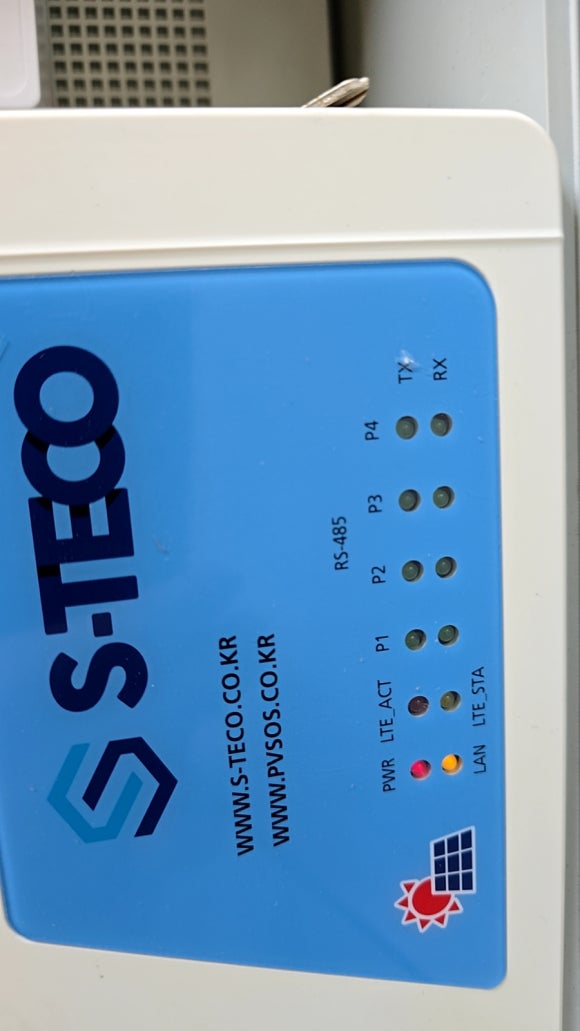 S-TECO
WWW.S-TECO.CO.KR
WWW.PVSOS.CO.KR
RS-485
PWR LTE_ACT P1 P2 P3 P4
TX
RX
LAN LTE_STA